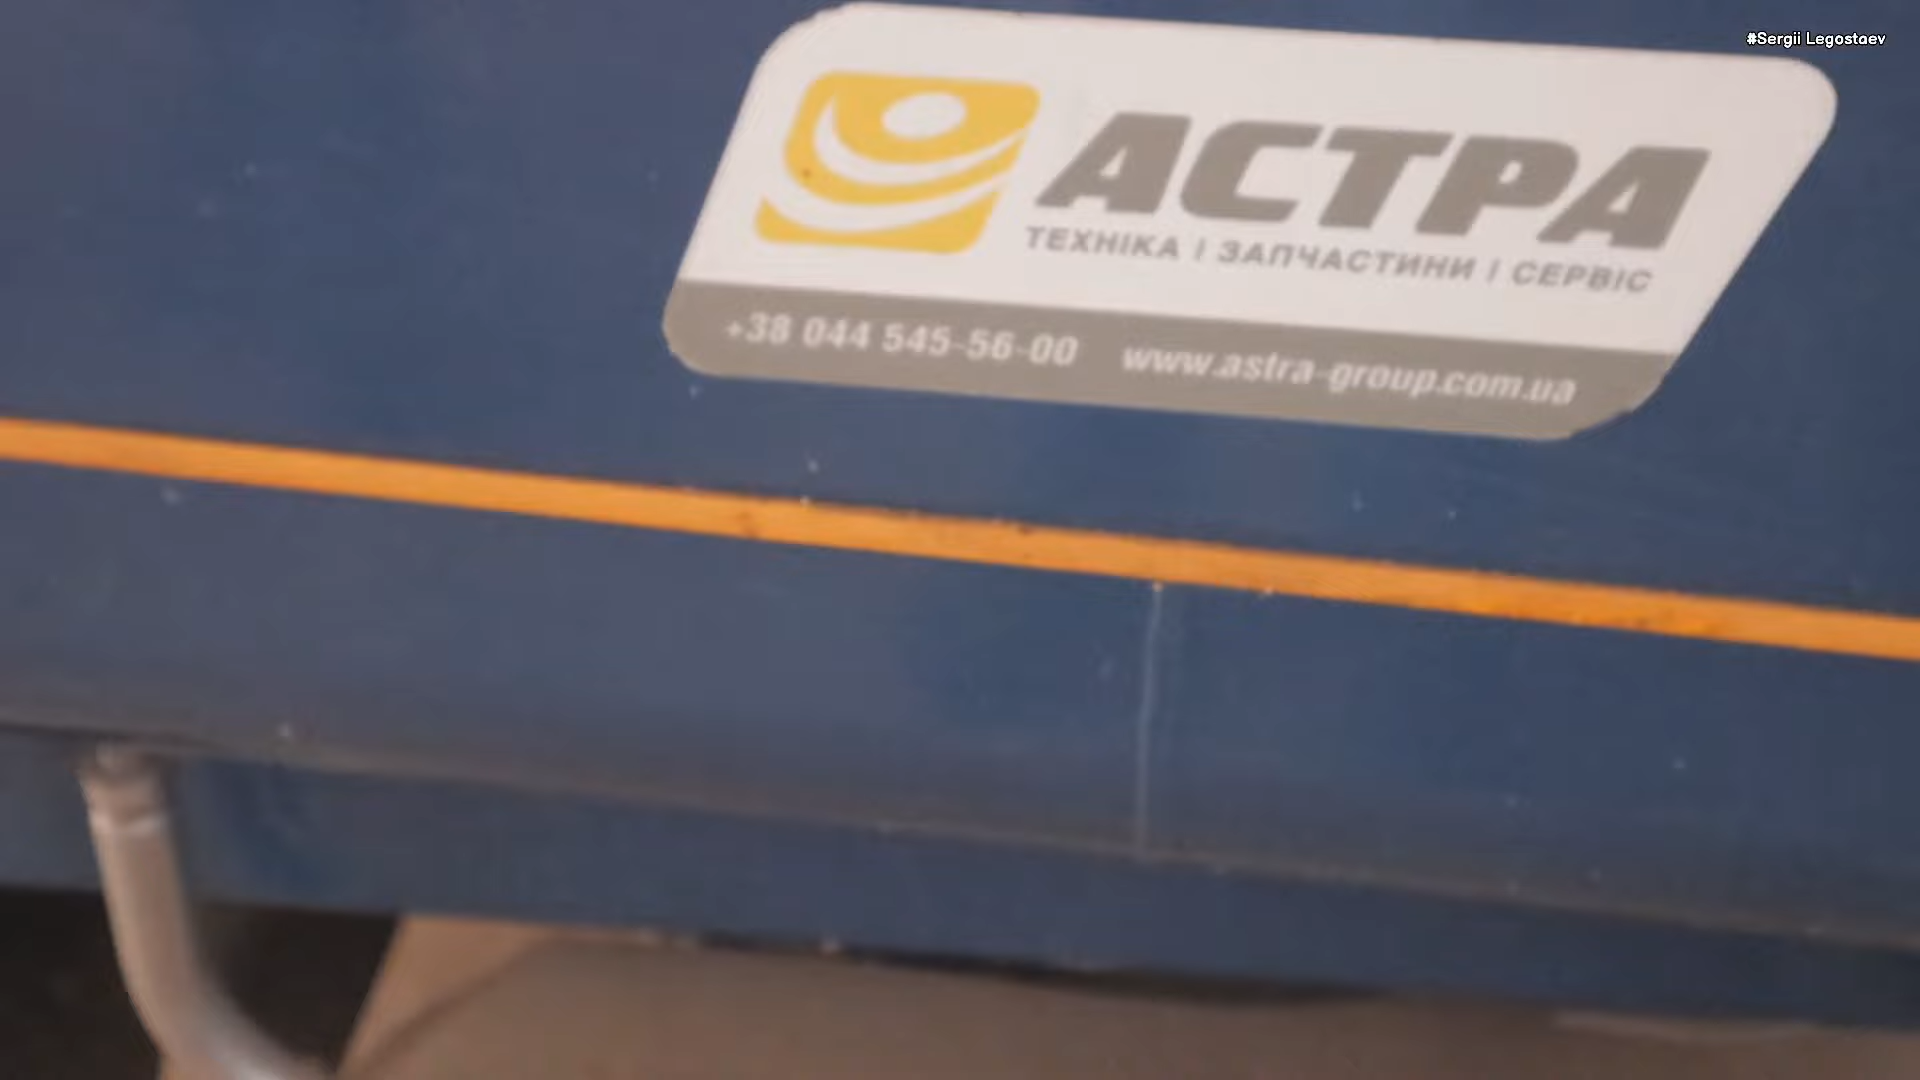 #Sergii Legostaev
АСТРА
ТЕХНІКА | ЗАПЧАСТИНИ | СЕРВІС
+38 044 545-56-00 www.astra-group.com.ua